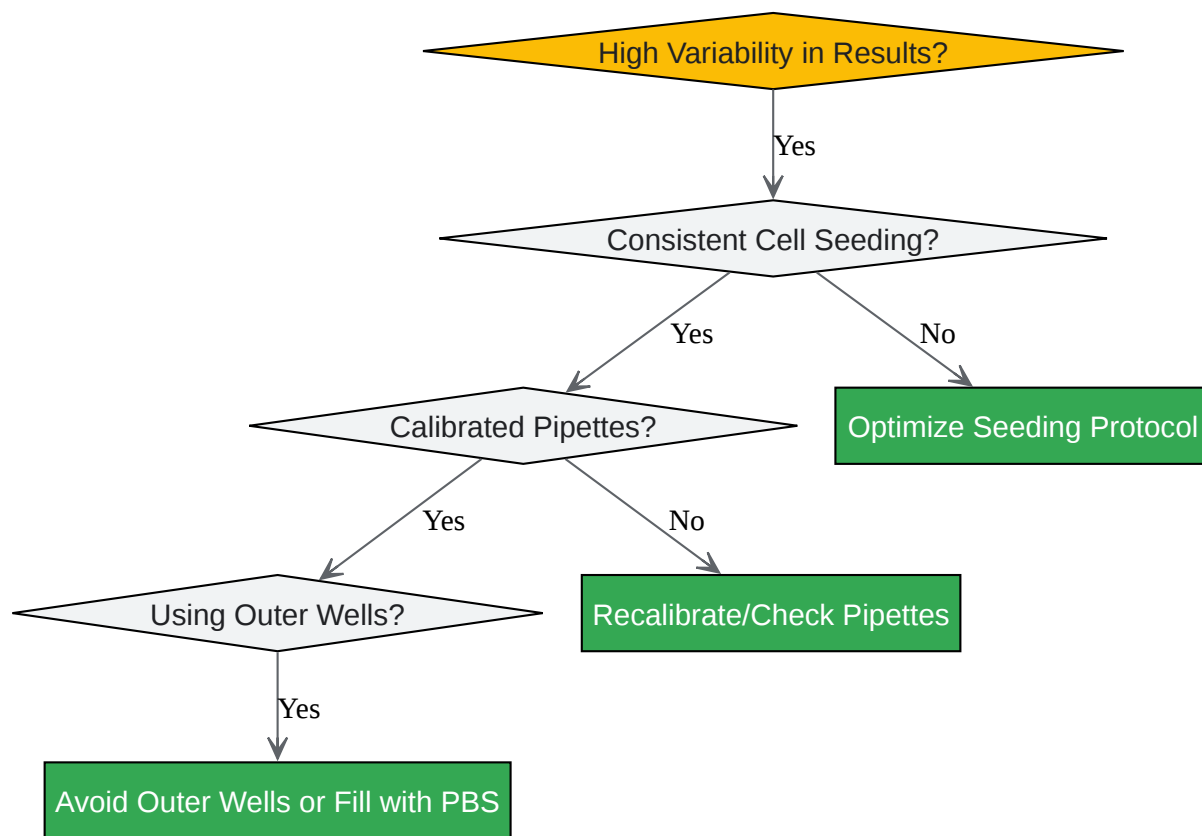 High Variability in Results?
Yes
Consistent Cell Seeding?
Yes
No
Calibrated Pipettes?
Optimize Seeding Protocol
Yes
No
Using Outer Wells?
Recalibrate/Check Pipettes
Yes
Avoid Outer Wells or Fill with PBS